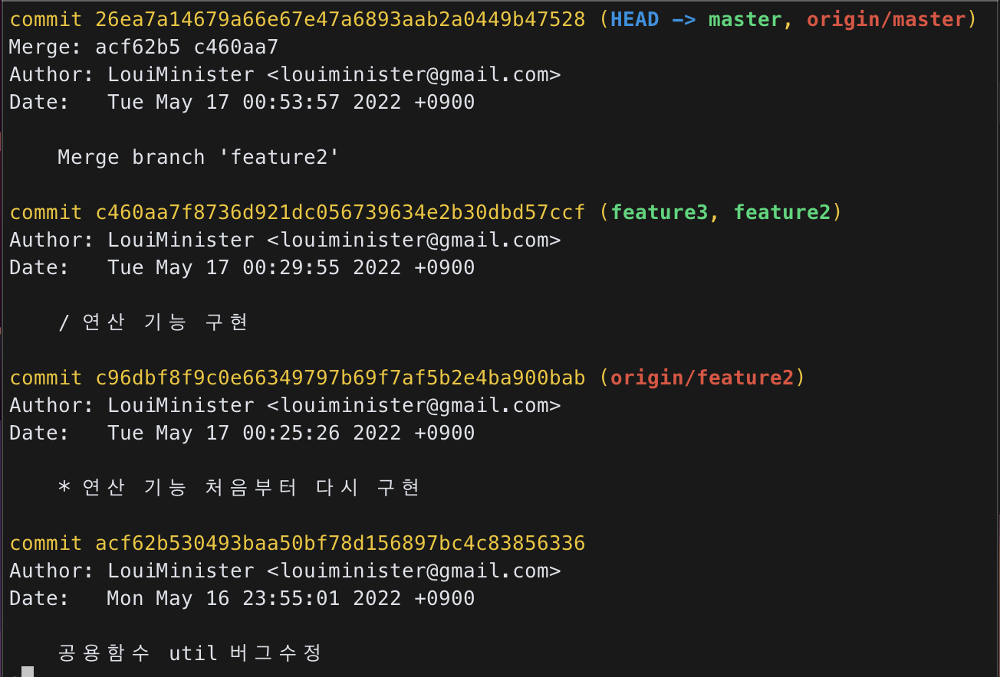 commit 26ea7a14679a66e67e47a6893aab2a0449b47528 (HEAD -> master, origin/master)
Merge: acf62b5 c460aa7
Author: LouiMinister <louiminister@gmail.com>
Date:   Tue May 17 00:53:57 2022 +0900
    Merge branch 'feature2'
commit c460aa7f8736d921dc056739634e2b30dbd57ccf (feature3, feature2)
Author: LouiMinister <louiminister@gmail.com>
Date:   Tue May 17 00:29:55 2022 +0900
    / 연산 기능 구현
commit c96dbf8f9c0e66349797b69f7af5b2e4ba900bab (origin/feature2)
Author: LouiMinister <louiminister@gmail.com>
Date:   Tue May 17 00:25:26 2022 +0900
    * 연산 기능 처음부터 다시 구현
commit acf62b530493baa50bf78d156897bc4c83856336
Author: LouiMinister <louiminister@gmail.com>
Date:   Mon May 16 23:55:01 2022 +0900
    공용함수 util 버그수정